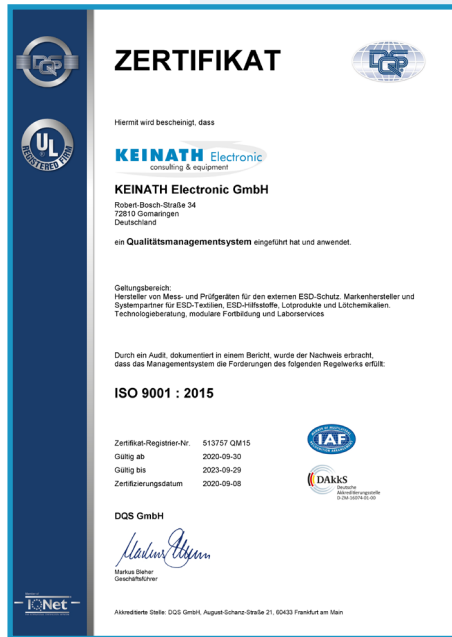 DQS
ZERTIFIKAT
DQS
UL
REGISTERED FIRM
Hiermit wird bescheinigt, dass
KEINATH Electronic
consulting & equipment
KEINATH Electronic GmbH
Robert-Bosch-Straße 34
72810 Gomaringen
Deutschland
ein Qualitätsmanagementsystem eingeführt hat und anwendet.
Geltungsbereich:
Hersteller von Mess- und Prüfgeräten für den externen ESD-Schutz. Markenhersteller und
Systempartner für ESD-Textilien, ESD-Hilfsstoffe, Lotprodukte und Lötchemikalien.
Technologieberatung, modulare Fortbildung und Laborservices
Durch ein Audit, dokumentiert in einem Bericht, wurde der Nachweis erbracht,
dass das Managementsystem die Forderungen des folgenden Regelwerks erfüllt:
ISO 9001 : 2015
Zertifikat-Registrier-Nr. 513757 QM15
Gültig ab 2020-09-30
Gültig bis 2023-09-29
Zertifizierungsdatum 2020-09-08
IAF
DAkkS
Deutsche
Akkreditierungsstelle
D-ZM-16074-01-00
DQS GmbH
Markus Bleher
Geschäftsführer
IQNet
Akkreditierte Stelle: DQS GmbH, August-Schanz-Straße 21, 60433 Frankfurt am Main